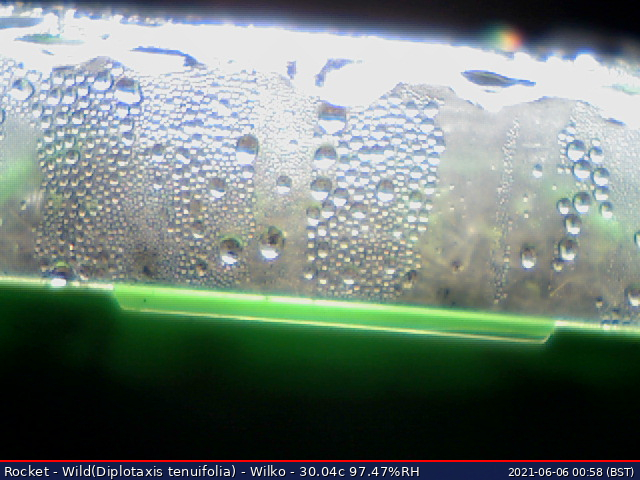 Rocket - Wild(Diplotaxis tenuifolia) - Wilko - 30.04c 97.47%RH
2021-06-06 00:58 (BST)